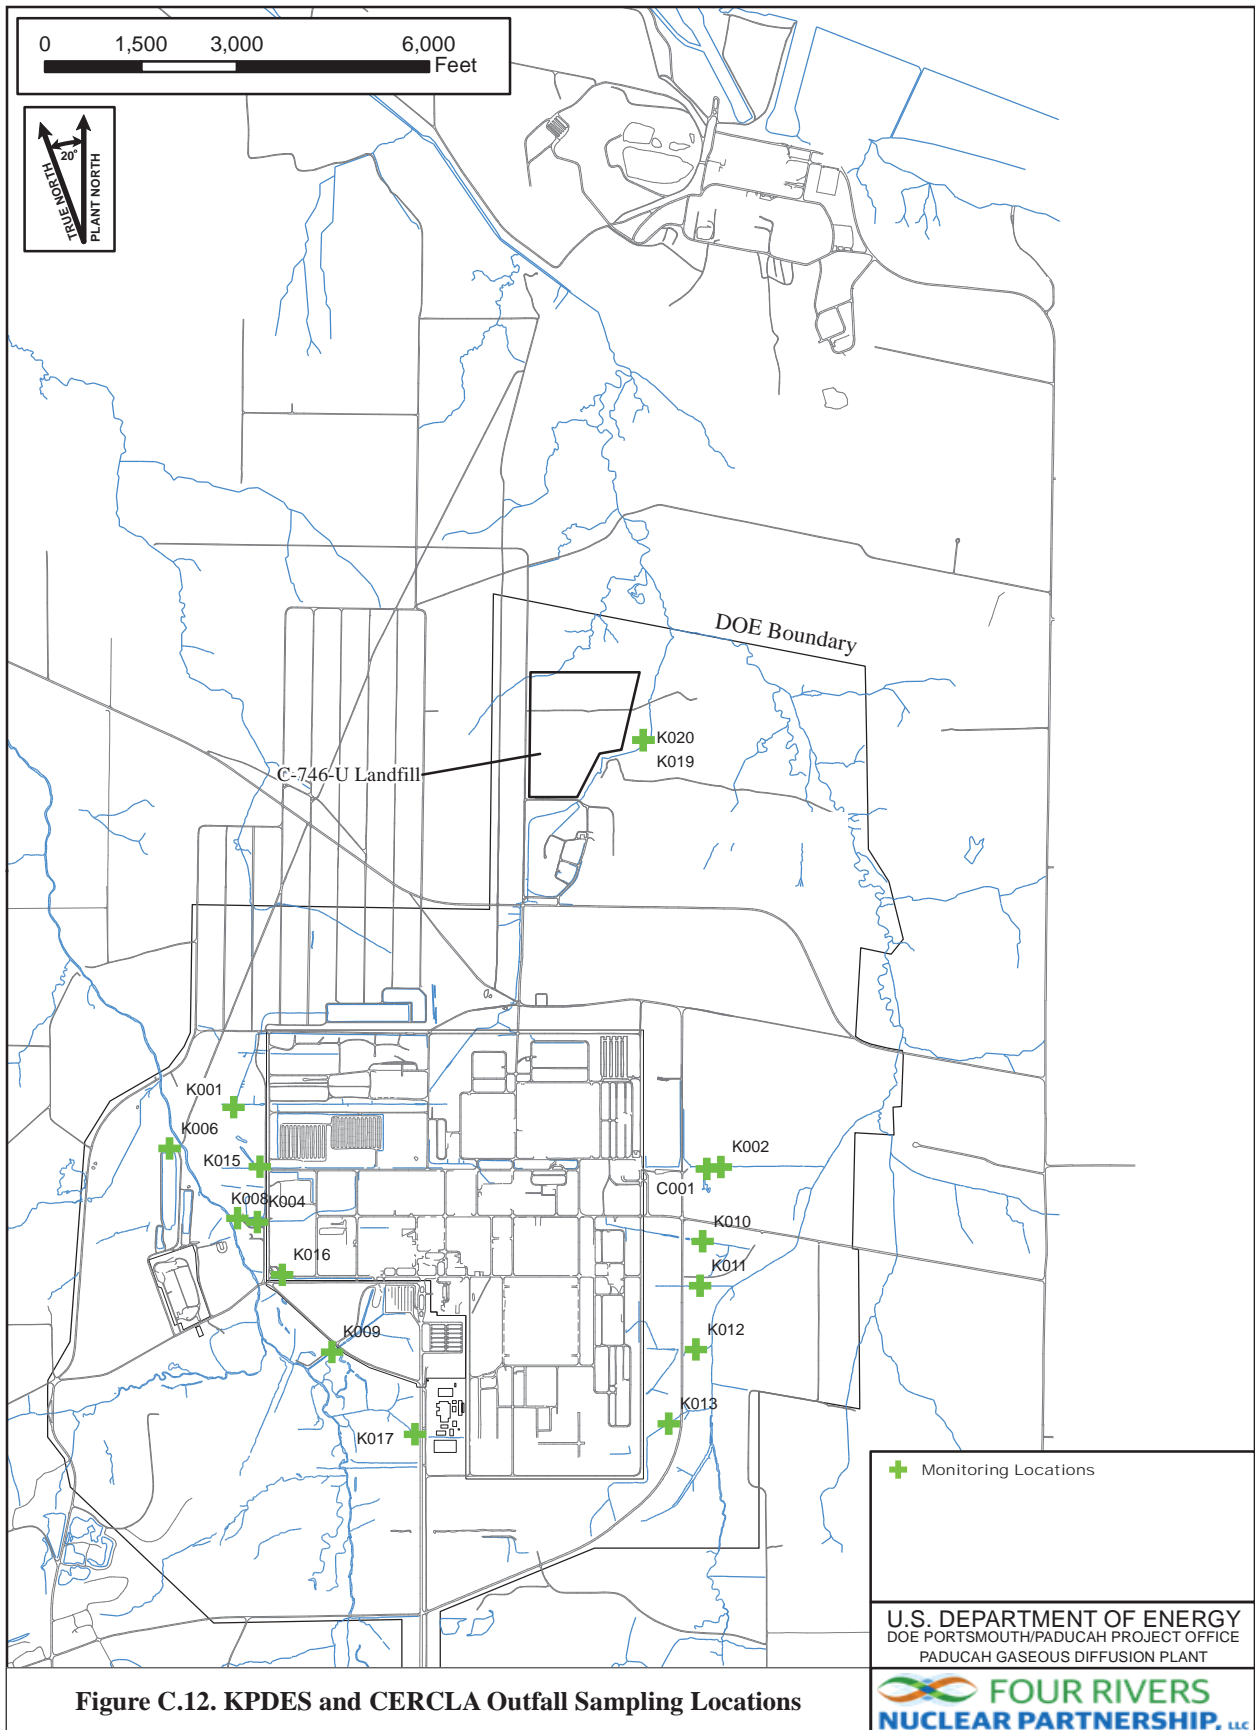 0 1,500 3,000 6,000
Feet
20°
TRUE NORTH
PLANT NORTH
DOE Boundary
K020
K019
C-746-U Landfill
K001
K006
K015
K002
C001
K008
K004
K010
K016
K011
K009
K012
K013
K017
Monitoring Locations
U.S. DEPARTMENT OF ENERGY
DOE PORTSMOUTH/PADUCAH PROJECT OFFICE
PADUCAH GASEOUS DIFFUSION PLANT
Figure C.12. KPDES and CERCLA Outfall Sampling Locations
FOUR RIVERS
NUCLEAR PARTNERSHIP, LLC